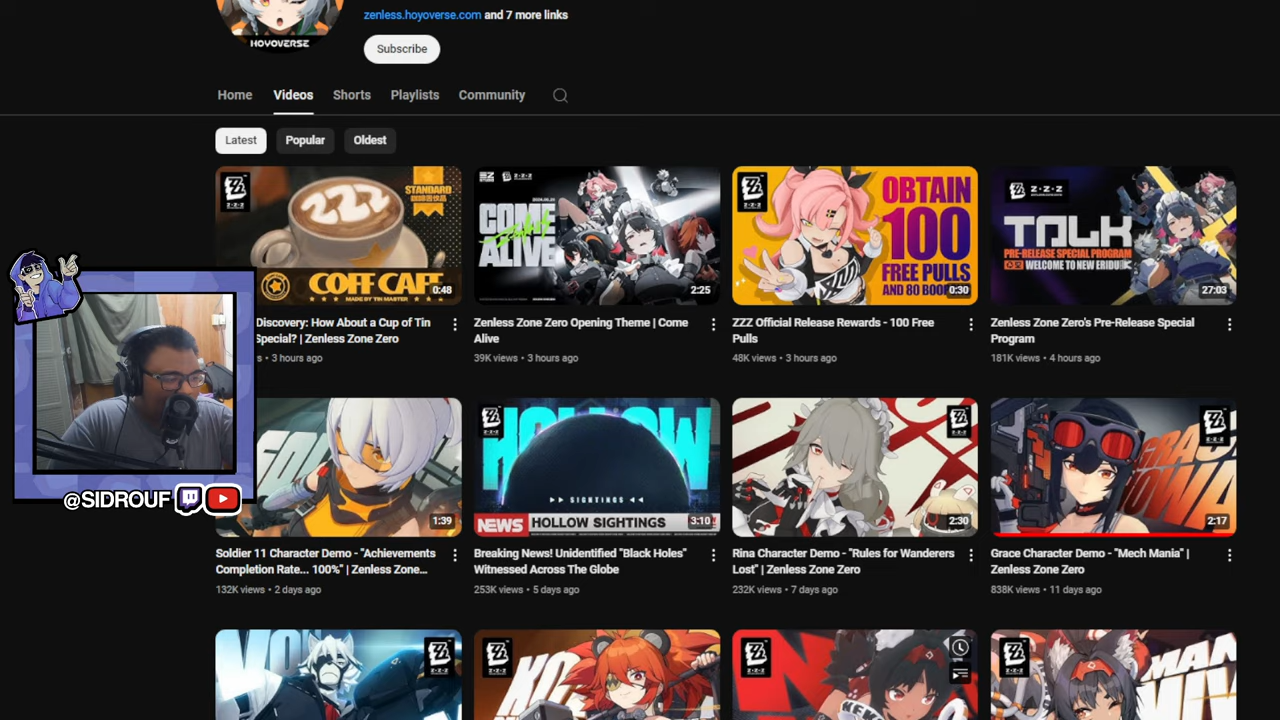 HOYOVERSE
zenless.hoyoverse.com and 7 more links
Subscribe
Home
Videos
Shorts
Playlists
Community
Latest
Popular
Oldest
Z·Z·Z
ZZZ
STANDARD
COFF CAFE
MADE BY TIN MASTER
0:48
Z·Z·Z
COME
ALIVE
2:25
Z·Z·Z
OBTAIN
100
FREE PULLS
AND 80 BOO
0:30
Z·Z·Z
TALK
PRE-RELEASE SPECIAL PROGRAM
WELCOME TO NEW ERIDU
27:03
Discovery: How About a Cup of Tin
Special? | Zenless Zone Zero
s • 3 hours ago
Zenless Zone Zero Opening Theme | Come
Alive
39K views • 3 hours ago
ZZZ Official Release Rewards - 100 Free
Pulls
48K views • 3 hours ago
Zenless Zone Zero's Pre-Release Special
Program
181K views • 4 hours ago
@SIDROUF
1:39
Z·Z·Z
HOLLOW
SIGHTINGS
NEWS
HOLLOW SIGHTINGS
3:10
Z·Z·Z
2:30
Z·Z·Z
2:17
Soldier 11 Character Demo - "Achievements
Completion Rate... 100%" | Zenless Zone...
132K views • 2 days ago
Breaking News! Unidentified "Black Holes"
Witnessed Across The Globe
253K views • 5 days ago
Rina Character Demo - "Rules for Wanderers
Lost" | Zenless Zone Zero
232K views • 7 days ago
Grace Character Demo - "Mech Mania" |
Zenless Zone Zero
838K views • 11 days ago
Z·Z·Z
Z·Z·Z
Z·Z·Z
Z·Z·Z